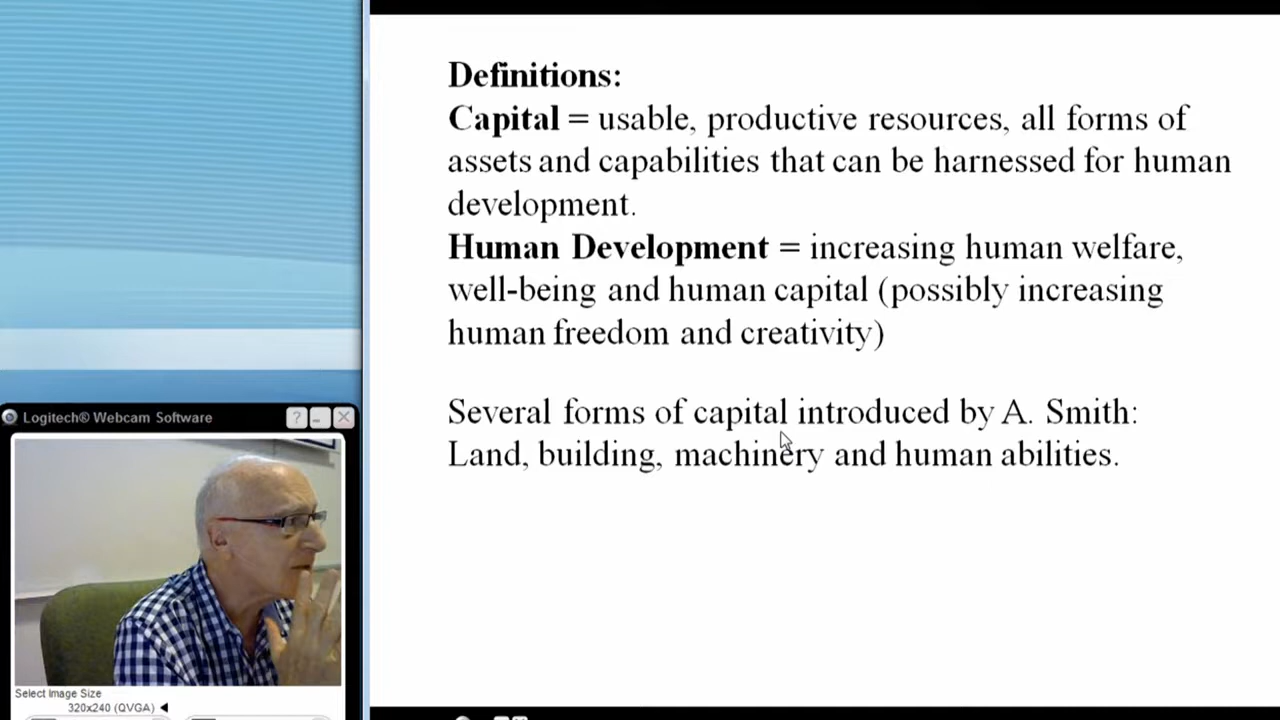 Definitions:
Capital = usable, productive resources, all forms of
assets and capabilities that can be harnessed for human
development.
Human Development = increasing human welfare,
well-being and human capital (possibly increasing
human freedom and creativity)
Several forms of capital introduced by A. Smith:
Land, building, machinery and human abilities.
Logitech® Webcam Software
Select Image Size
320x240 (QVGA)